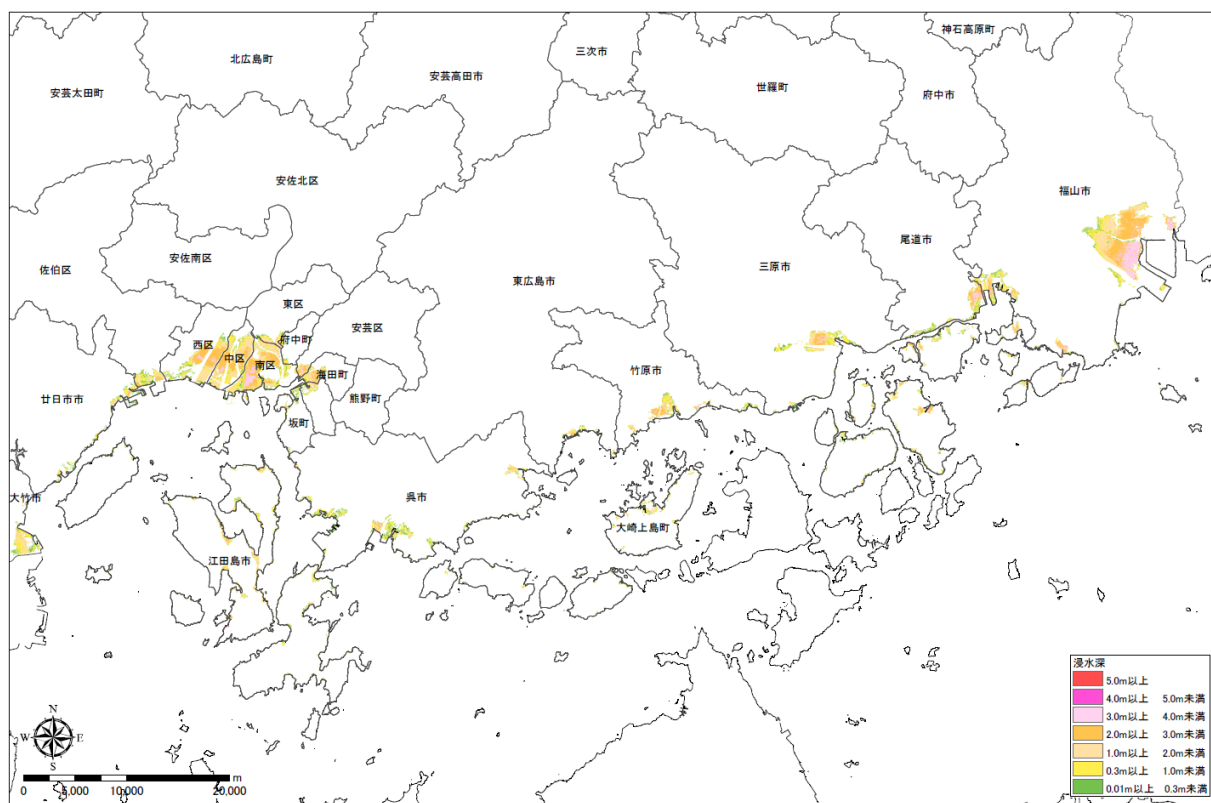 神石高原町
三次市
北広島町
安芸高田市
世羅町
安芸太田町
府中市
安佐北区
福山市
尾道市
安佐南区
佐伯区
三原市
東広島市
東区
安芸区
府中町
西区
中区
南区
海田町
竹原市
廿日市市
熊野町
坂町
大竹市
呉市
大崎上島町
江田島市
浸水深
5.0m以上
4.0m以上 5.0m未満
3.0m以上 4.0m未満
2.0m以上 3.0m未満
1.0m以上 2.0m未満
0.3m以上 1.0m未満
0.01m以上 0.3m未満
N
W E
S
m
0 5,000 10,000 20,000